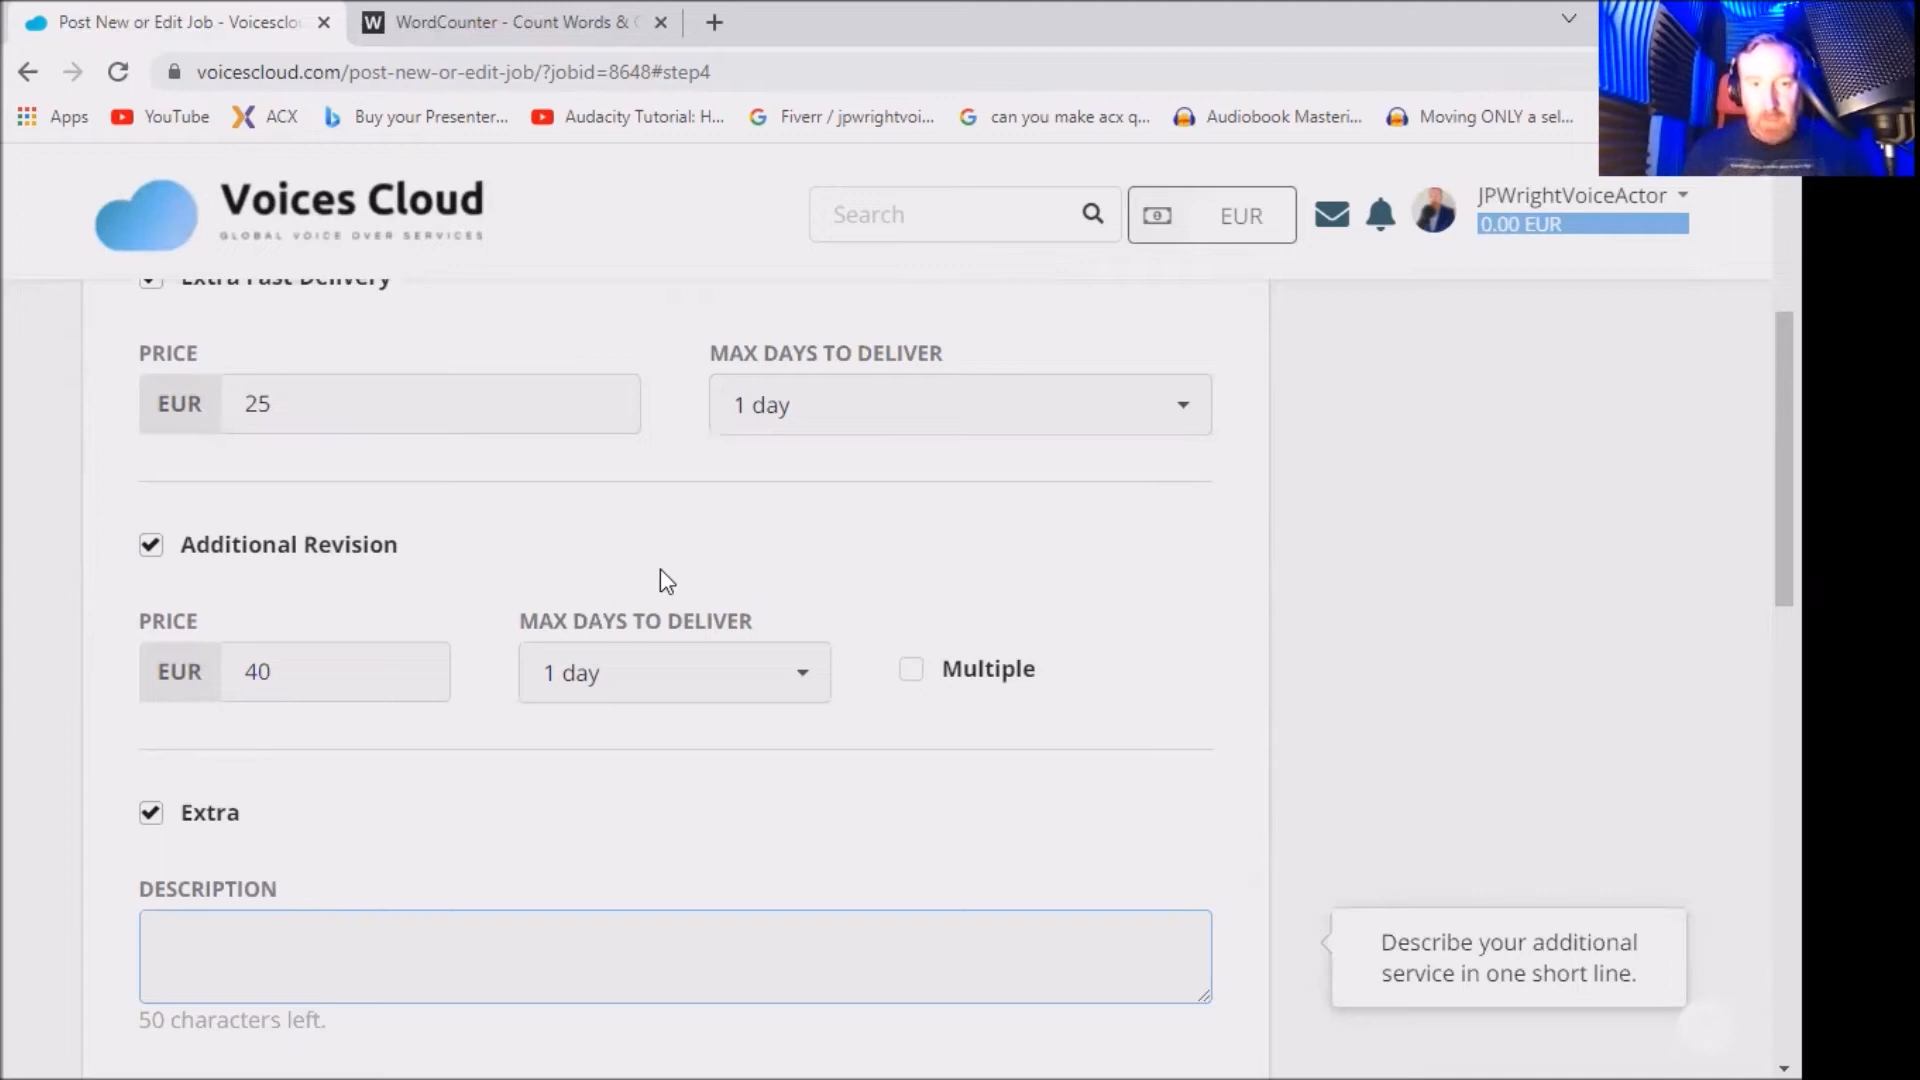 Post New or Edit Job - Voicesclo
WordCounter - Count Words &
voicescloud.com/post-new-or-edit-job/?jobid=8648#step4
Apps
YouTube
ACX
Buy your Presenter...
Audacity Tutorial: H...
Fiverr / jpwrightvoi...
can you make acx q...
Audiobook Masteri...
Moving ONLY a sel...
Voices Cloud
GLOBAL VOICE OVER SERVICES
Search
EUR
JPWrightVoiceActor
0.00 EUR
Extra Fast Delivery
PRICE
MAX DAYS TO DELIVER
EUR 25
1 day
Additional Revision
PRICE
MAX DAYS TO DELIVER
EUR 40
1 day
Multiple
Extra
DESCRIPTION
Describe your additional
service in one short line.
50 characters left.